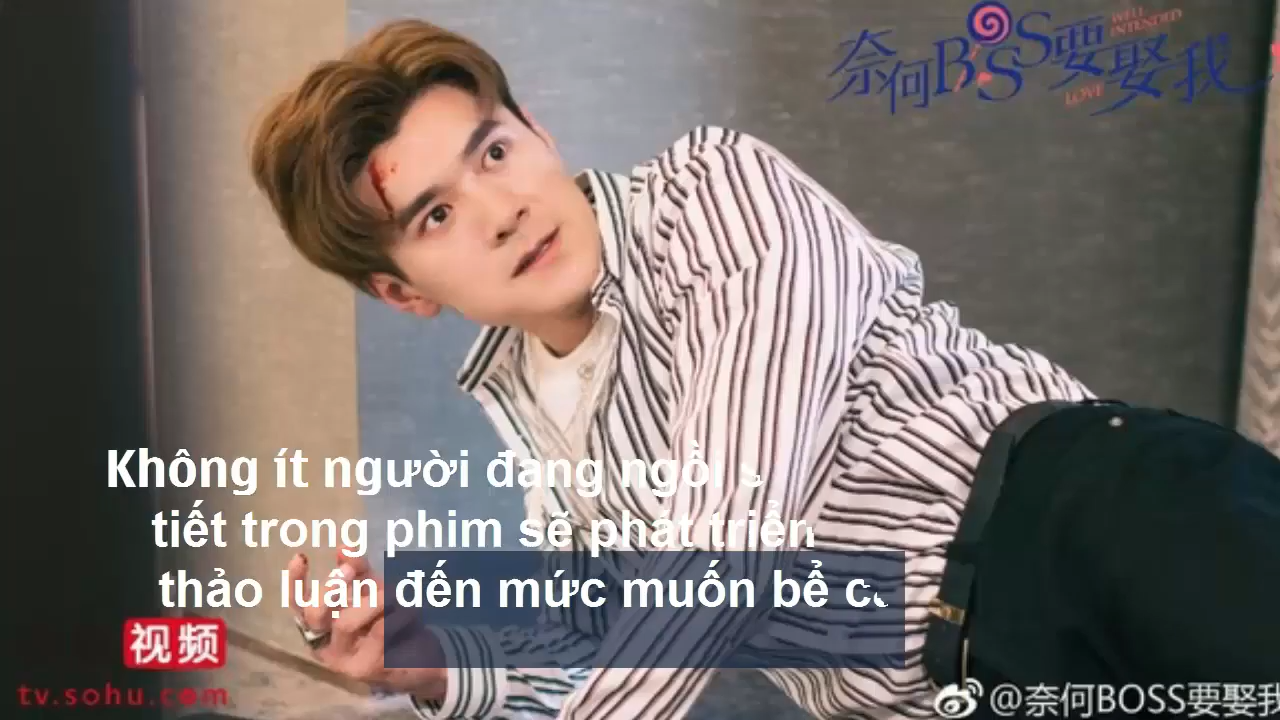 奈何BOSS要娶我
WELL
INTENDED
LOVE
Không ít người đang ngồi
tiết trong phim sẽ phát triển
thảo luận đến mức muốn bể
视频
tv.sohu.com
@奈何BOSS要娶我